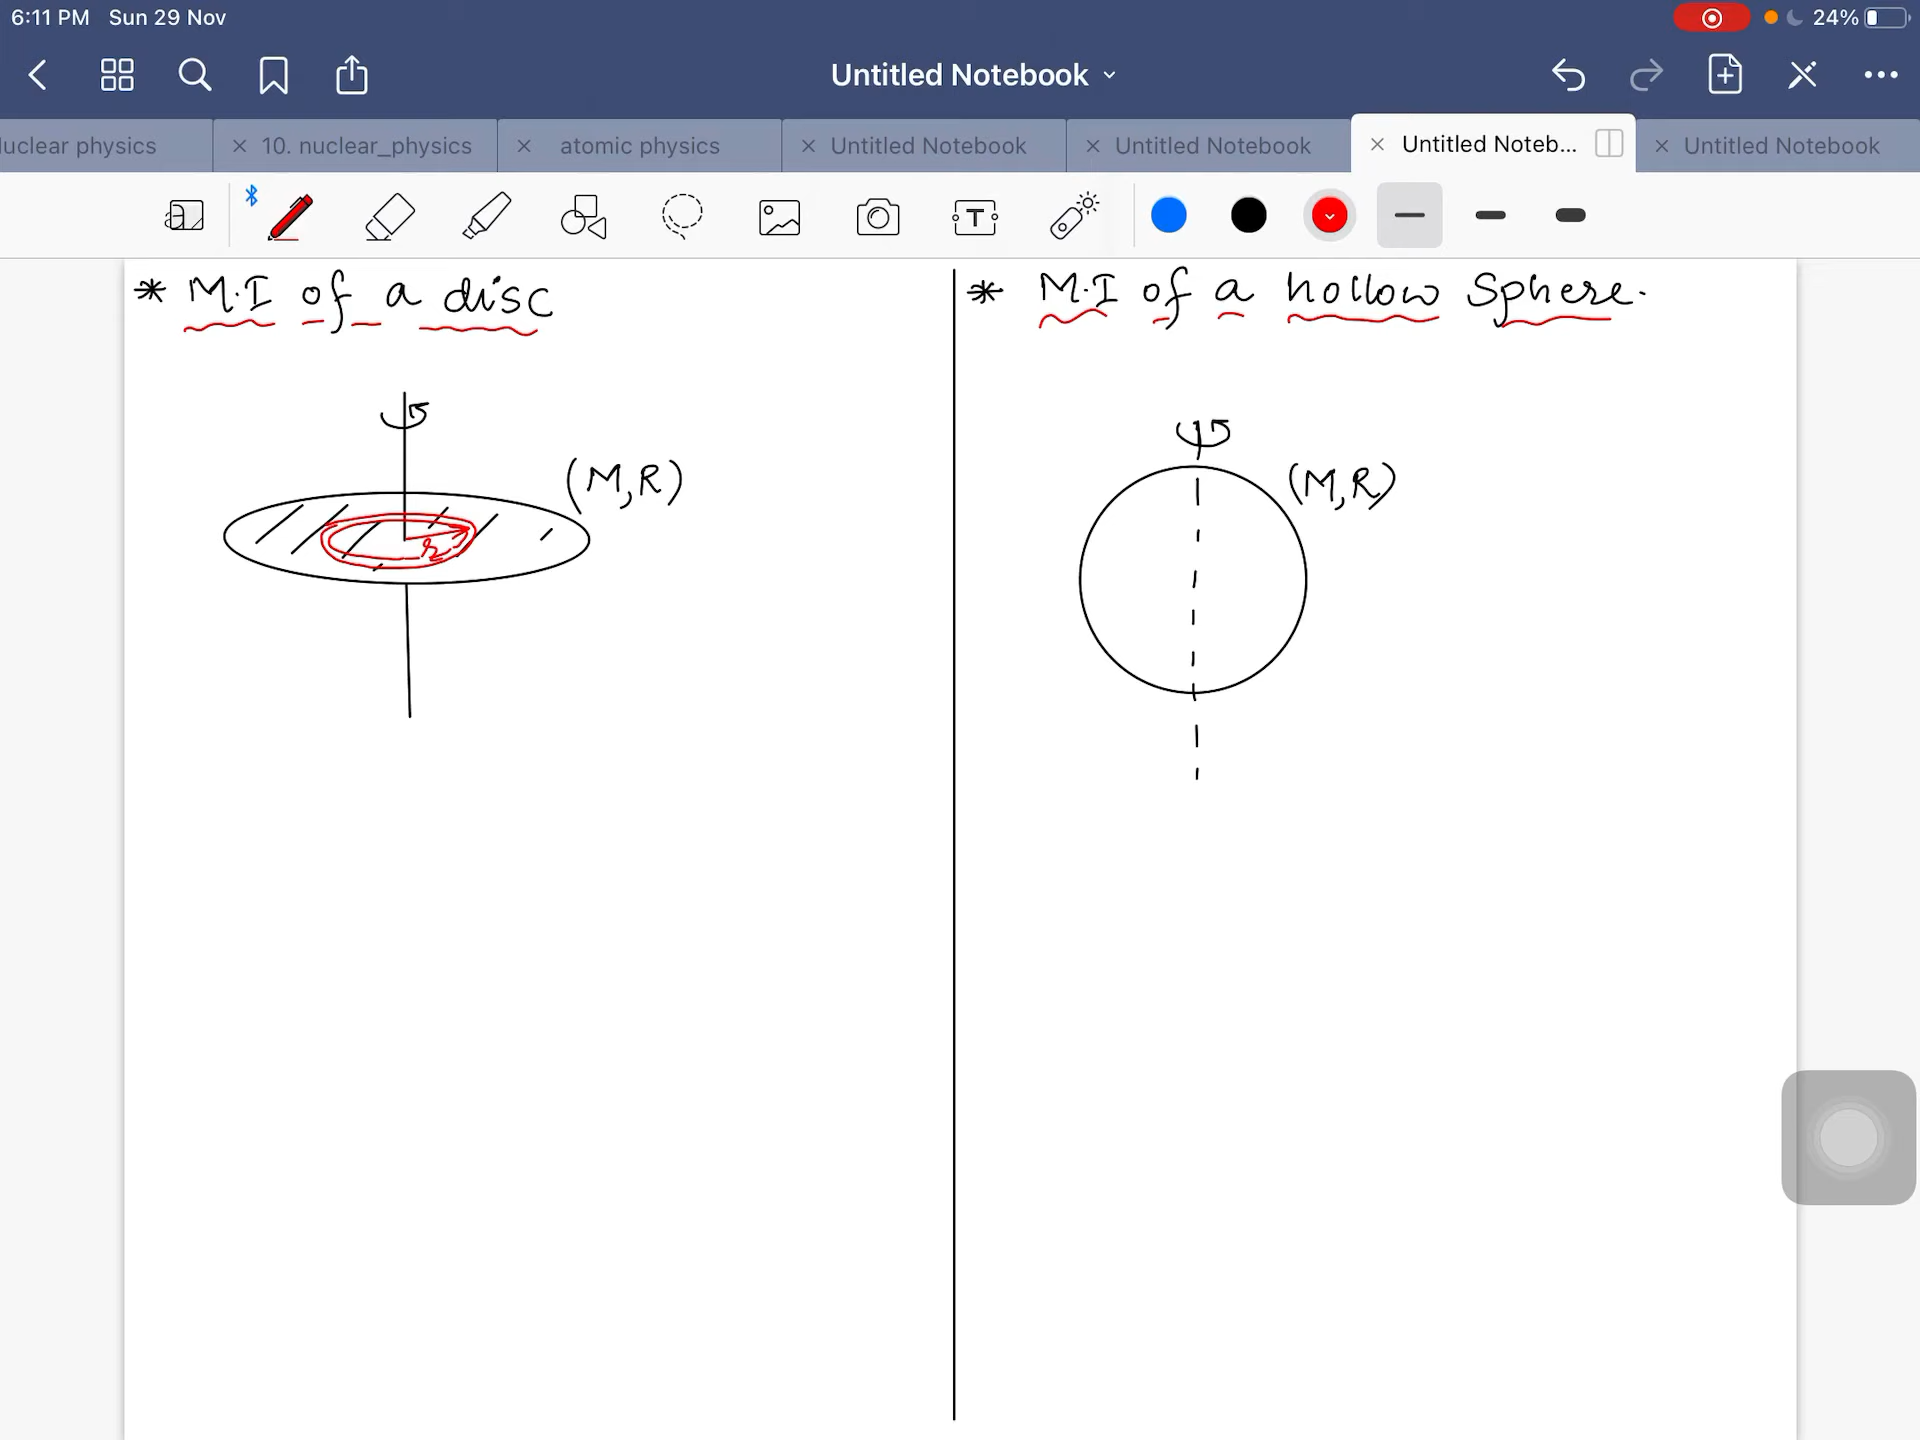 6:11 PM Sun 29 Nov
24%
Untitled Notebook
luclear physics
10. nuclear_physics
atomic physics
Untitled Notebook
Untitled Notebook
Untitled Noteb...
Untitled Notebook
T
* M.I of a disc
(M,R)
r
* M.I of a hollow Sphere.
(M,R)